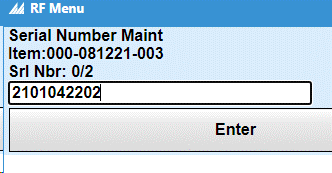 RF Menu
Serial Number Maint
Item:000-081221-003
Srl Nbr: 0/2
2101042202
Enter